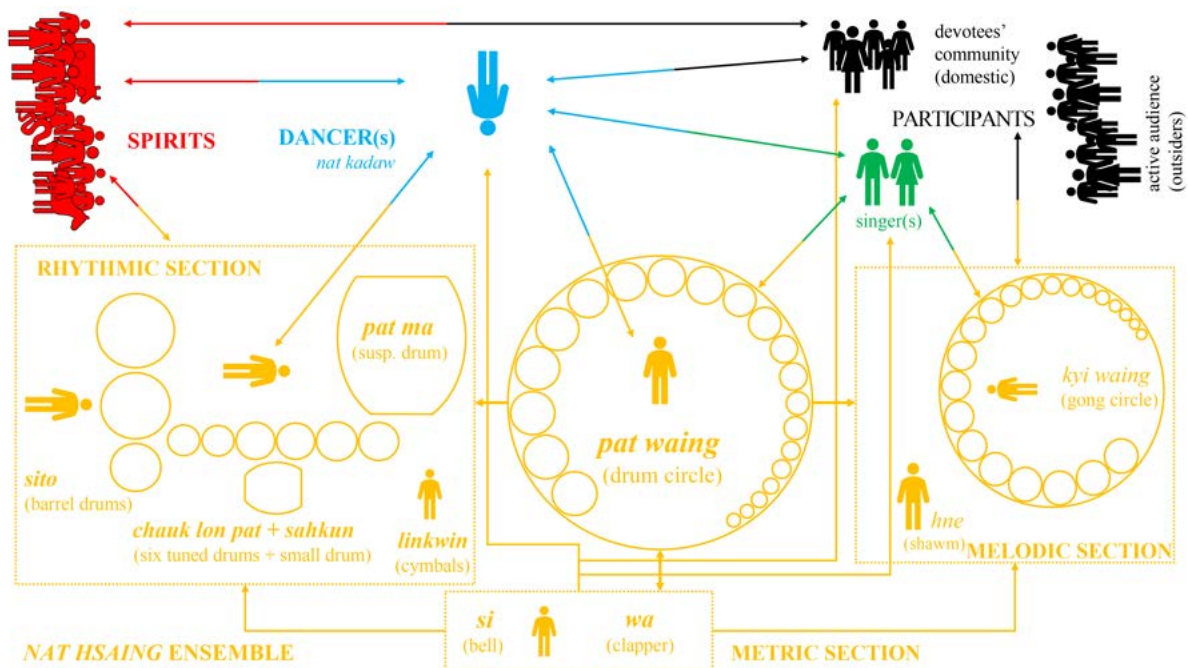 devotees'
community
(domestic)
SPIRITS
DANCER(s)
nat kadaw
PARTICIPANTS
active audience
(outsiders)
singer(s)
RHYTHMIC SECTION
pat ma
(susp. drum)
kyi waing
(gong circle)
pat waing
(drum circle)
sito
(barrel drums)
chauk lon pat + sahkun
(six tuned drums + small drum)
linkwin
(cymbals)
hne
(shawm)
MELODIC SECTION
si
(bell)
wa
(clapper)
NAT HSAING ENSEMBLE
METRIC SECTION